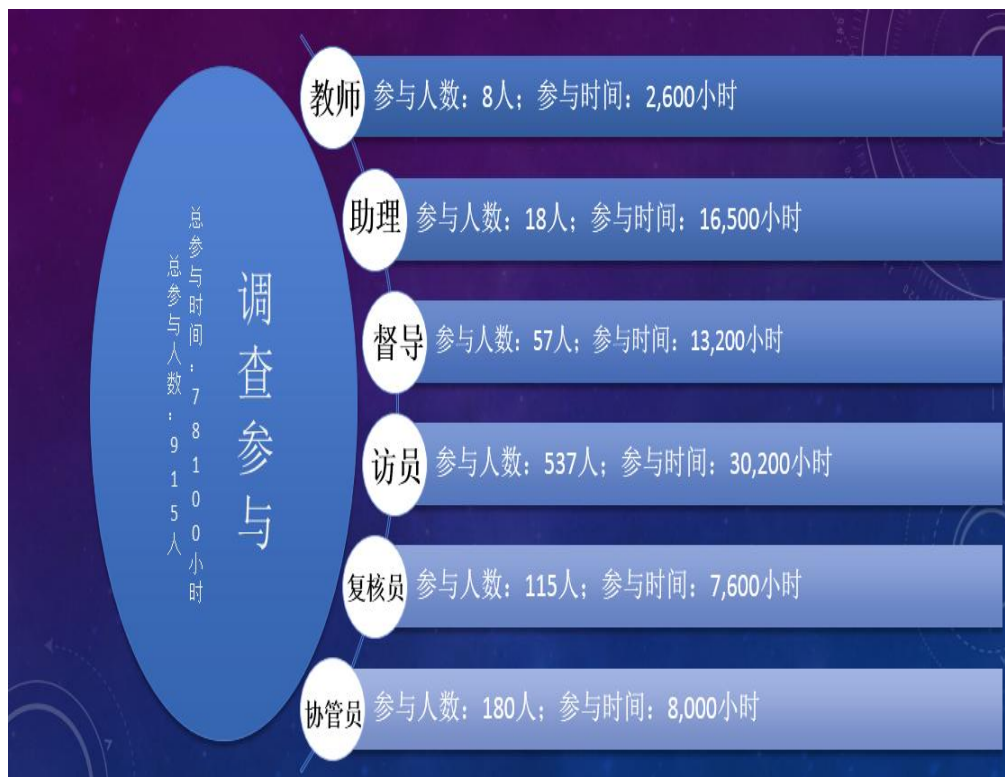 调查参与
总参与时间：78100小时
总参与人数：915人
教师
参与人数：8人；参与时间：2,600小时
助理
参与人数：18人；参与时间：16,500小时
督导
参与人数：57人；参与时间：13,200小时
访员
参与人数：537人；参与时间：30,200小时
复核员
参与人数：115人；参与时间：7,600小时
协管员
参与人数：180人；参与时间：8,000小时